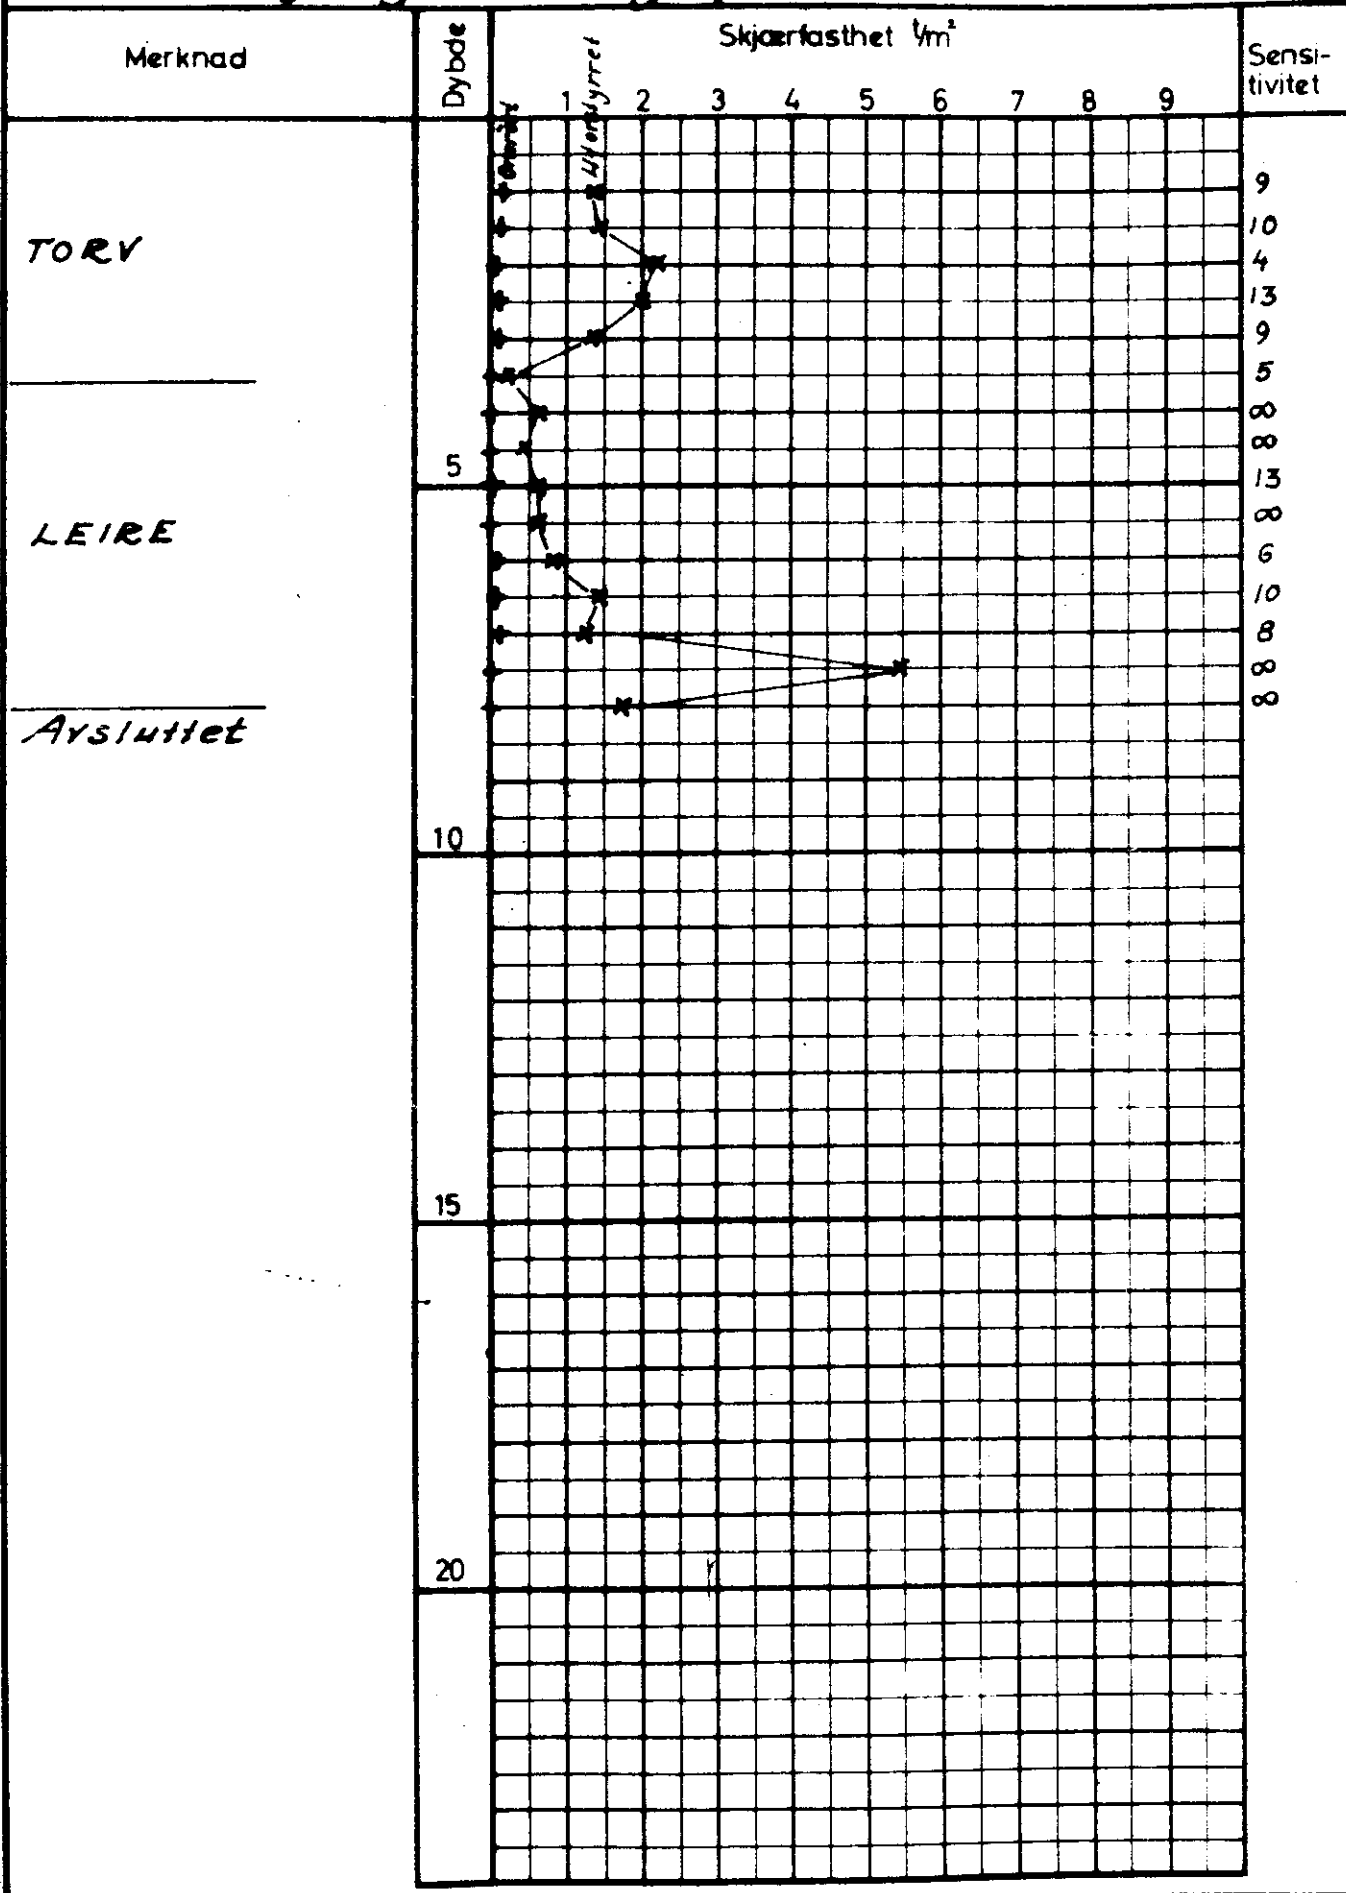 Merknad
Dybde
Skjærfasthet t/m²
Sensi-
tivitet
1 2 3 4 5 6 7 8 9
Omrørt
Uforstyrret
9
10
TORV
4
13
9
5
∞
∞
5
13
LEIRE
∞
6
10
8
∞
∞
Avsluttet
10
15
20